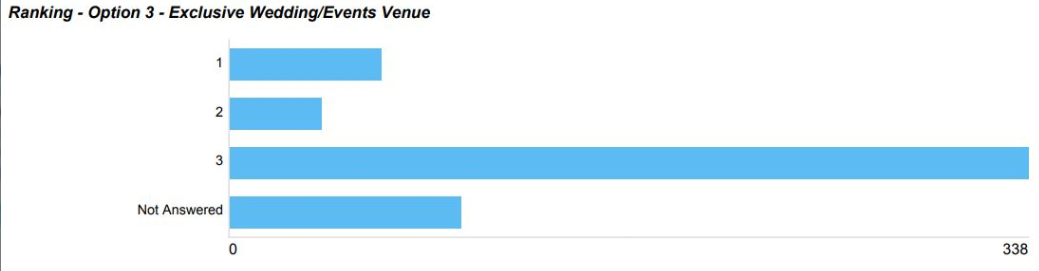 Ranking - Option 3 - Exclusive Wedding/Events Venue
1
2
3
Not Answered
0 338